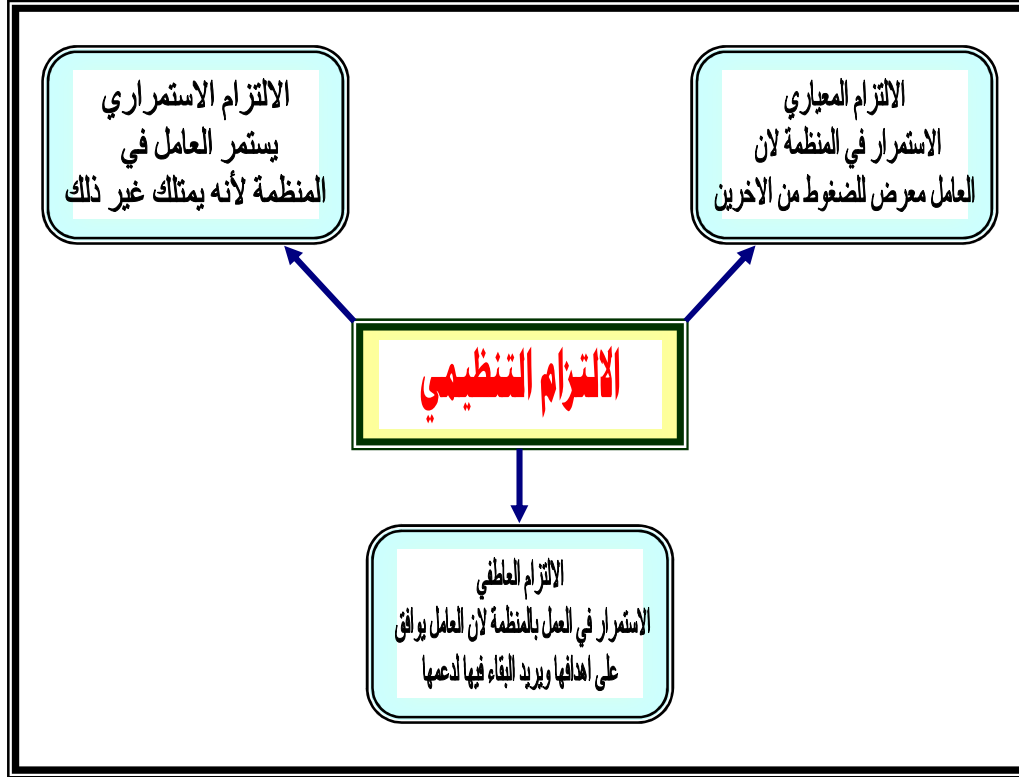 الالتزام المعياري
الاستمرار في المنظمة لان
العامل معرض للضغوط من الاخرين
الالتزام الاستمراري
يستمر العامل في
المنظمة لأنه يمتلك غير ذلك
الالتزام التنظيمي
الالتزام العاطفي
الاستمرار في العمل بالمنظمة لان العامل يوافق
على اهدافها ويريد البقاء فيها لدعمها